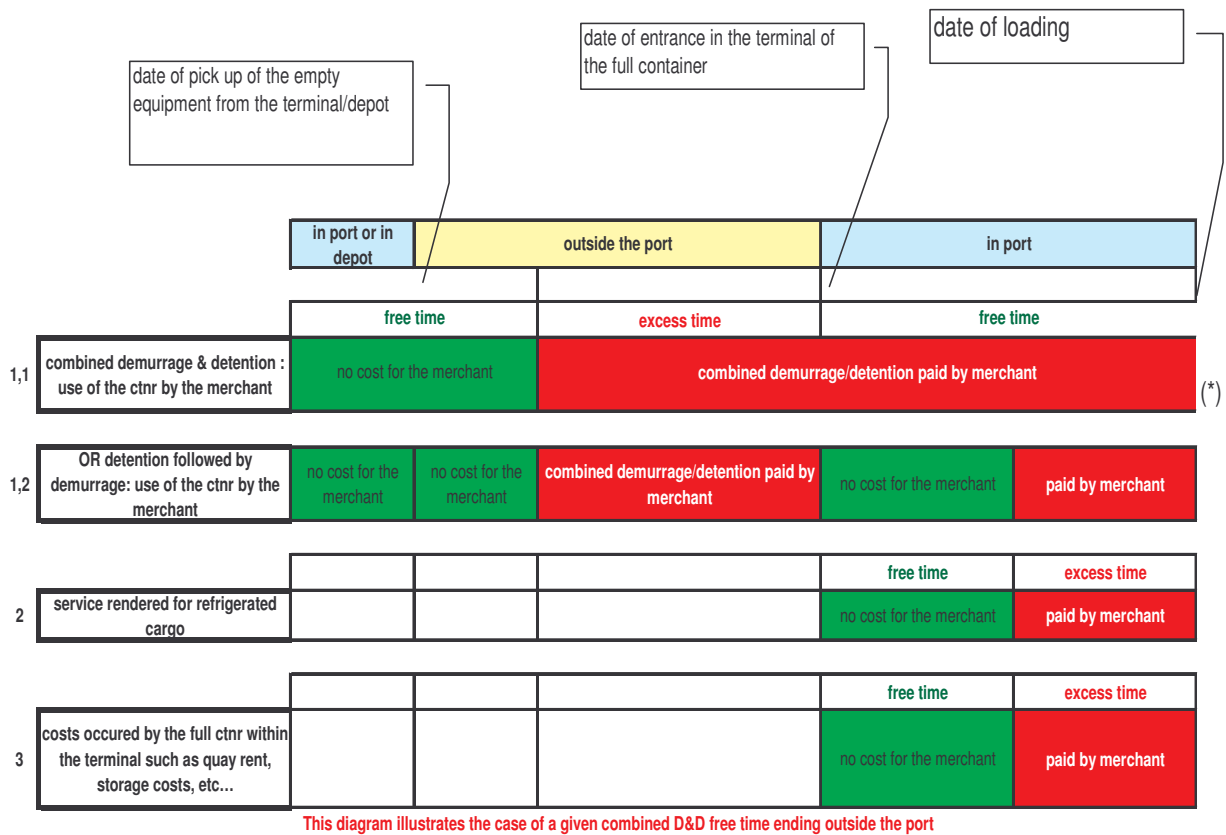 date of loading
date of entrance in the terminal of
the full container
date of pick up of the empty
equipment from the terminal/depot
in port or in
depot
outside the port
in port
free time
excess time
free time
1,1
combined demurrage & detention :
use of the ctnr by the merchant
no cost for the merchant
combined demurrage/detention paid by merchant
(*)
1,2
OR detention followed by
demurrage: use of the ctnr by the
merchant
no cost for the
merchant
no cost for the
merchant
combined demurrage/detention paid by
merchant
no cost for the merchant
paid by merchant
free time
excess time
2
service rendered for refrigerated
cargo
no cost for the merchant
paid by merchant
free time
excess time
3
costs occured by the full ctnr within
the terminal such as quay rent,
storage costs, etc…
no cost for the merchant
paid by merchant
This diagram illustrates the case of a given combined D&D free time ending outside the port